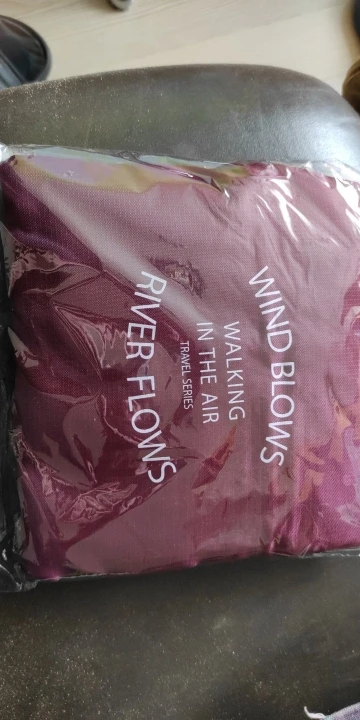 WIND BLOWS
WALKING
IN THE AIR
TRAVEL SERIES
RIVER FLOWS